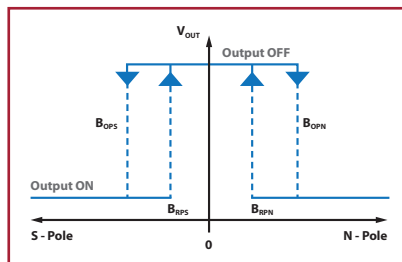 VOUT
Output OFF
BOPS
BOPN
Output ON
BRPS
BRPN
S - Pole
0
N - Pole